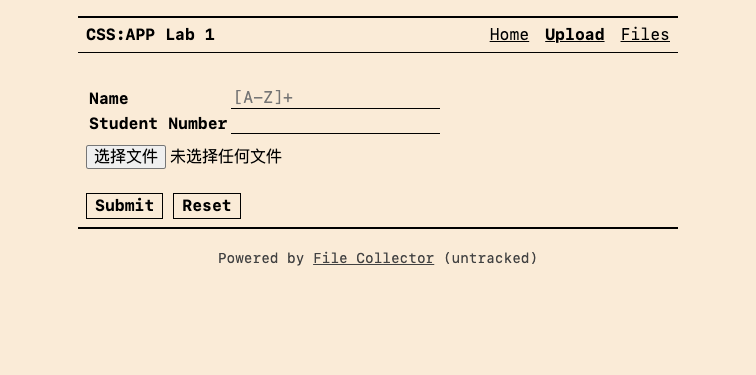 CSS:APP Lab 1 Home Upload Files
Name [A–Z]+
Student Number
选择文件 未选择任何文件
Submit Reset
Powered by File Collector (untracked)